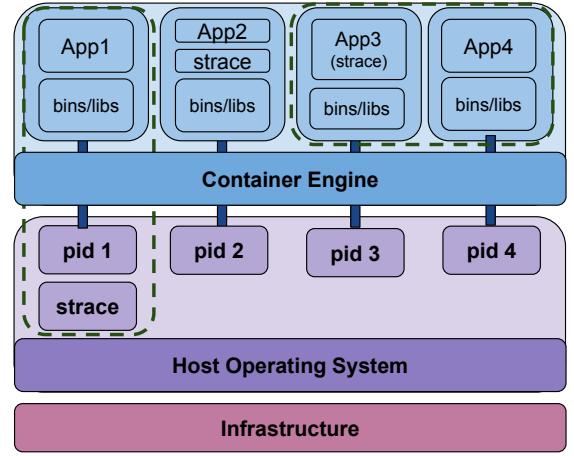 App1
bins/libs
App2
strace
bins/libs
App3
(strace)
bins/libs
App4
bins/libs
Container Engine
pid 1
strace
pid 2
pid 3
pid 4
Host Operating System
Infrastructure